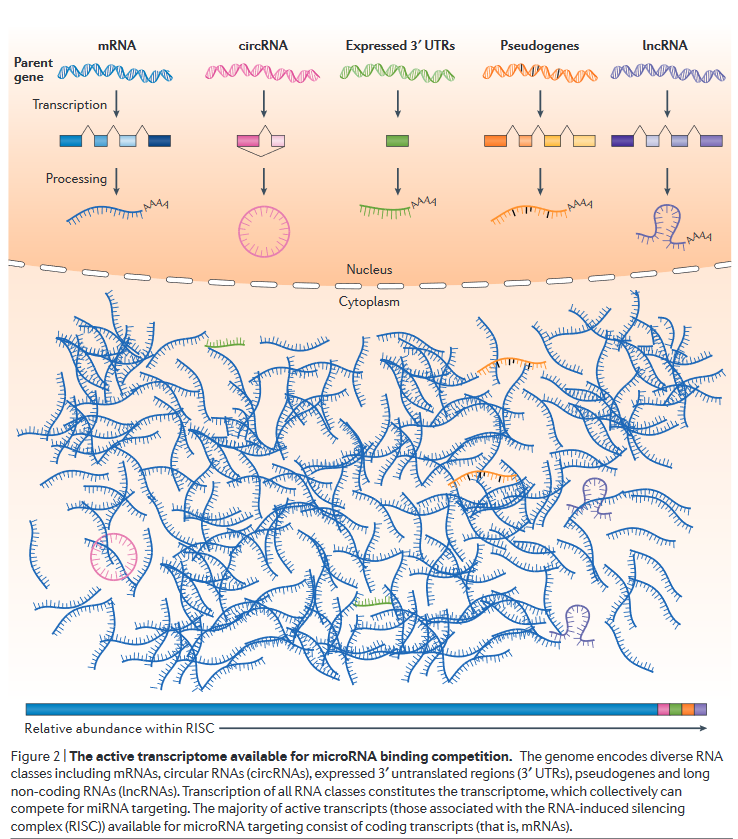 mRNA circRNA Expressed 3′ UTRs Pseudogenes lncRNA
Parent
gene
Transcription
Processing
AAAA AAAA AAAA AAAA
Nucleus
Cytoplasm
Relative abundance within RISC
Figure 2 | The active transcriptome available for microRNA binding competition. The genome encodes diverse RNA
classes including mRNAs, circular RNAs (circRNAs), expressed 3′ untranslated regions (3′ UTRs), pseudogenes and long
non-coding RNAs (lncRNAs). Transcription of all RNA classes constitutes the transcriptome, which collectively can
compete for miRNA targeting. The majority of active transcripts (those associated with the RNA-induced silencing
complex (RISC)) available for microRNA targeting consist of coding transcripts (that is, mRNAs).